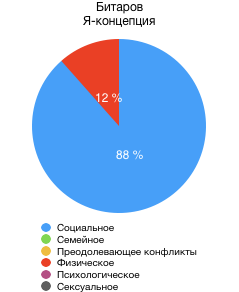 Битаров
Я-концепция
12 %
88 %
Социальное
Семейное
Преодолевающее конфликты
Физическое
Психологическое
Сексуальное